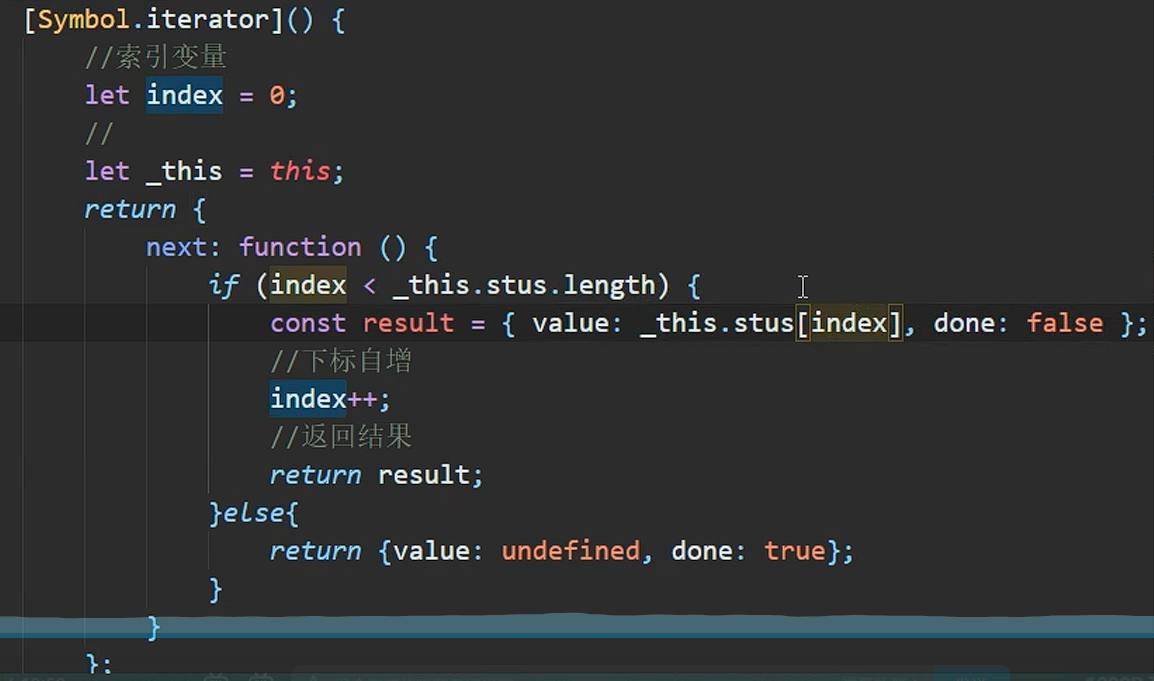 [Symbol.iterator]() {
//索引变量
let index = 0;
//
let _this = this;
return {
next: function () {
if (index < _this.stus.length) {
const result = { value: _this.stus[index], done: false };
//下标自增
index++;
//返回结果
return result;
}else{
return {value: undefined, done: true};
}
}
};